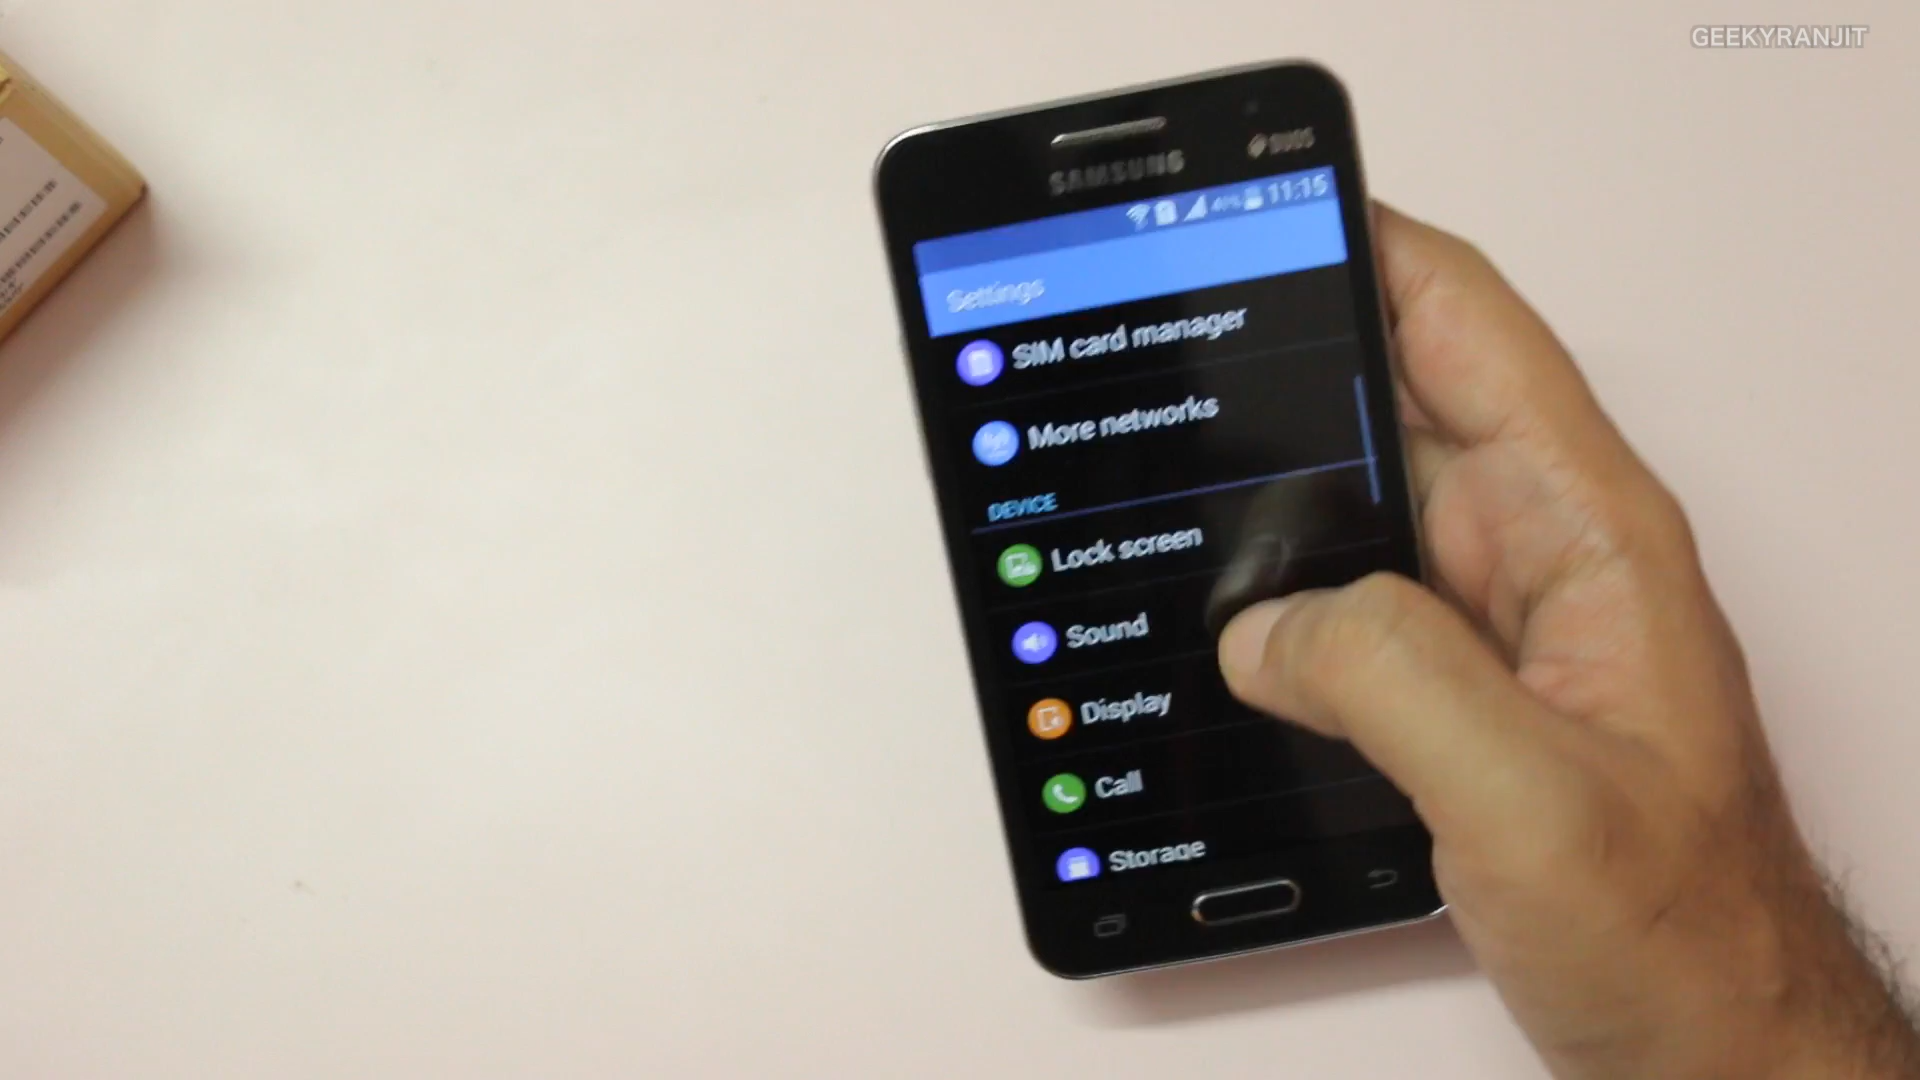 GEEKYRANJIT
DUOS
SAMSUNG
11:15
Settings
SIM card manager
More networks
DEVICE
Lock screen
Sound
Display
Call
Storage